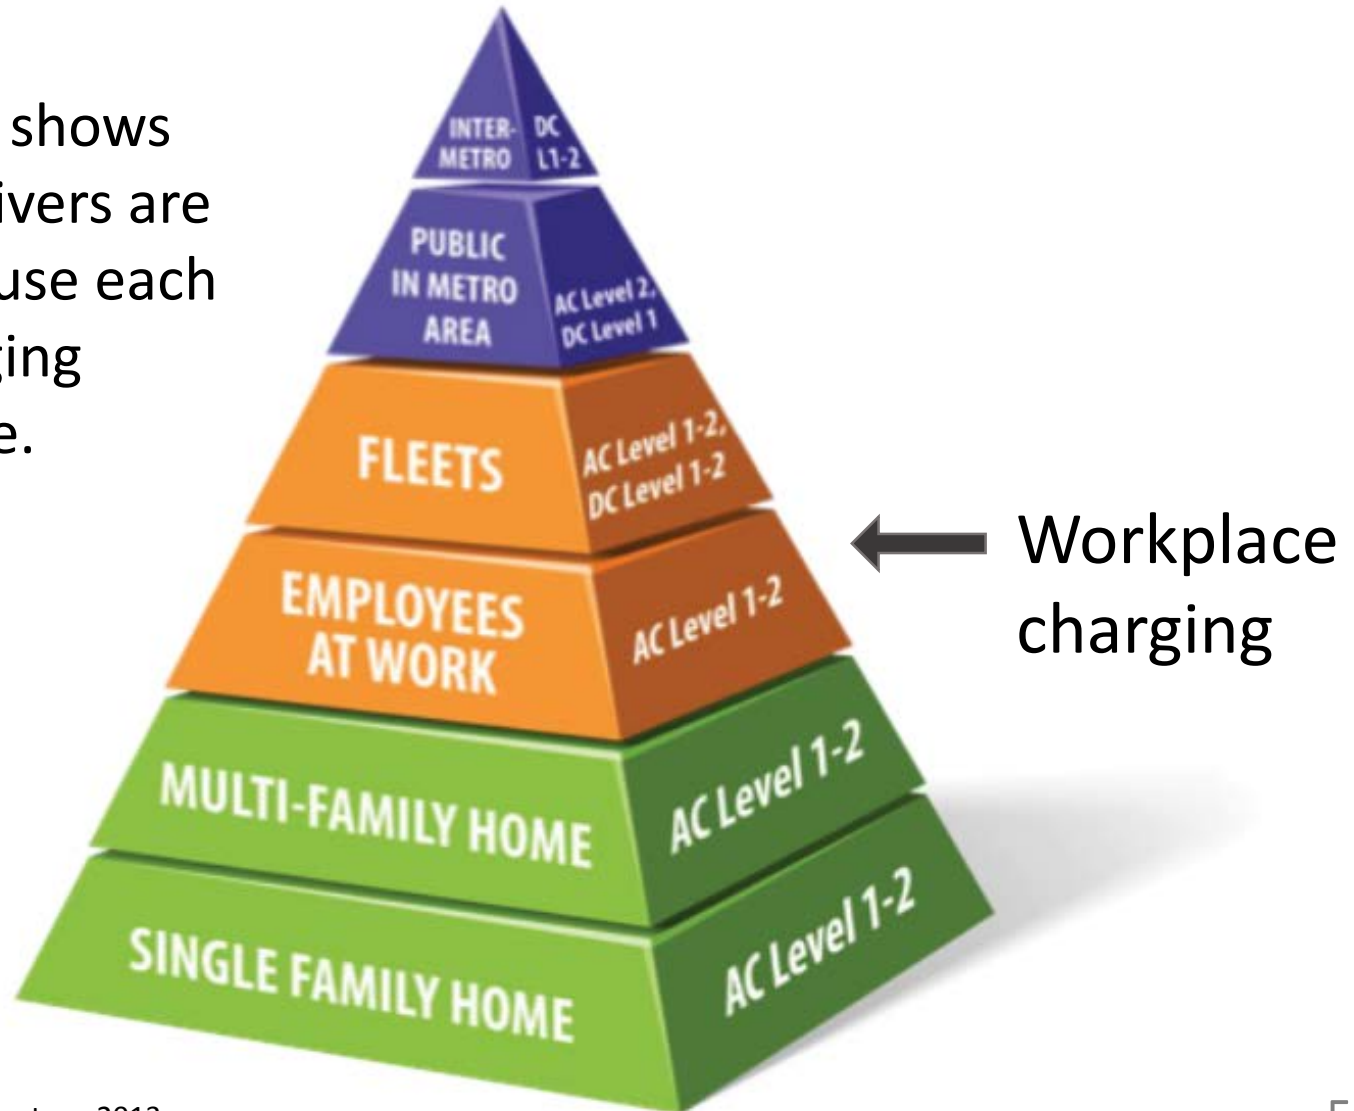 shows
ivers are
use each
ging
e.
INTER-
METRO
DC
L1-2
PUBLIC
IN METRO
AREA
AC Level 2,
DC Level 1
FLEETS
AC Level 1-2,
DC Level 1-2
EMPLOYEES
AT WORK
AC Level 1-2
Workplace
charging
MULTI-FAMILY HOME
AC Level 1-2
SINGLE FAMILY HOME
AC Level 1-2